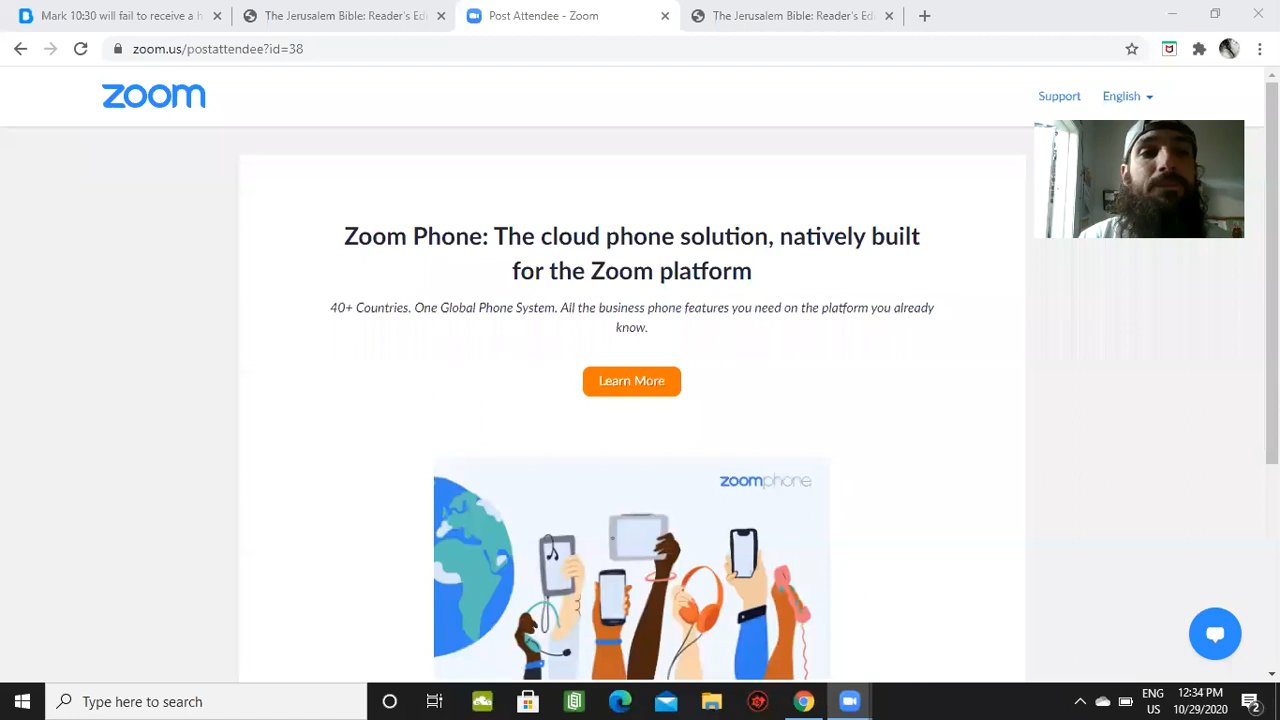 Mark 10:30 will fail to receive a h
The Jerusalem Bible: Reader's Edi
Post Attendee - Zoom
The Jerusalem Bible: Reader's Edi
zoom.us/postattendee?id=38
zoom
Support
English
Zoom Phone: The cloud phone solution, natively built
for the Zoom platform
40+ Countries. One Global Phone System. All the business phone features you need on the platform you already
know.
Learn More
zoomphone
Type here to search
ENG
US
12:34 PM
10/29/2020
2